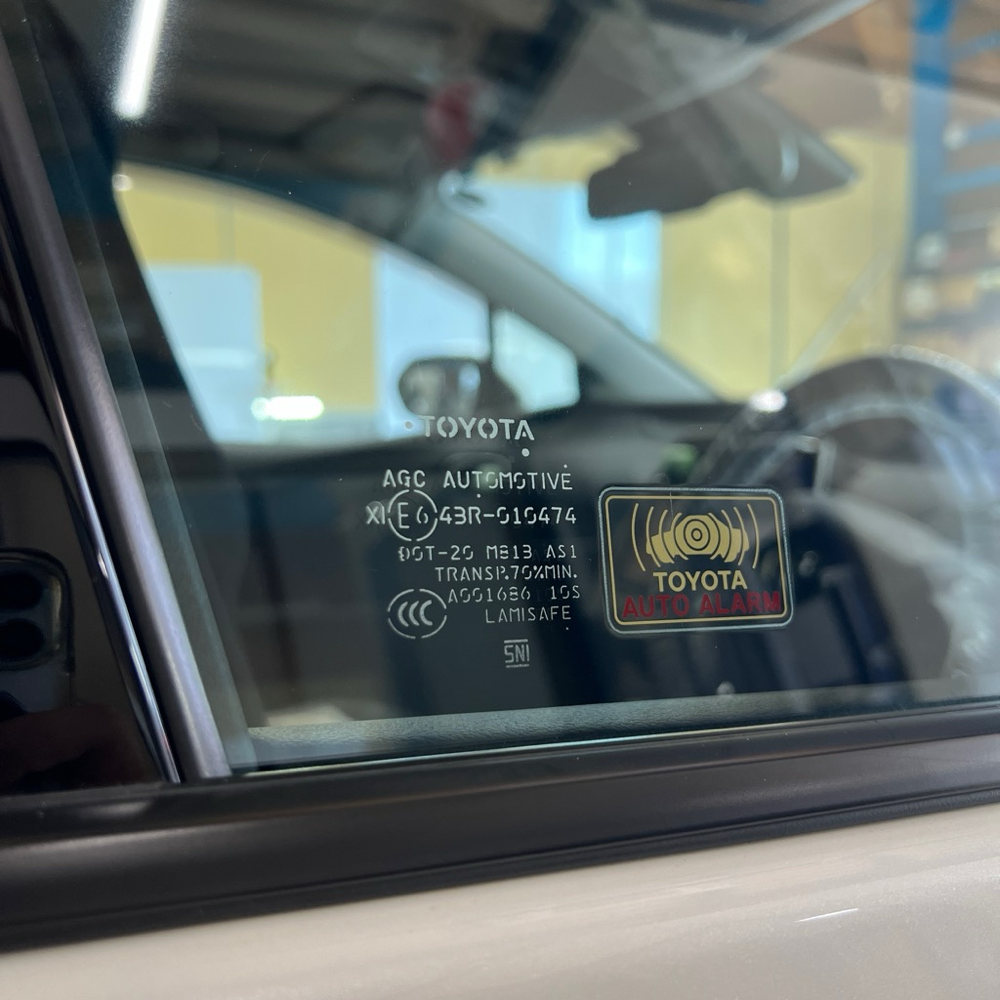 TOYOTA
AGC AUTOMOTIVE
XI E6 43R-010474
DOT-20 M813 AS1
TRANSP.70%MIN.
CCC A001686 10S
LAMISAFE
SNI
TOYOTA
AUTO ALARM